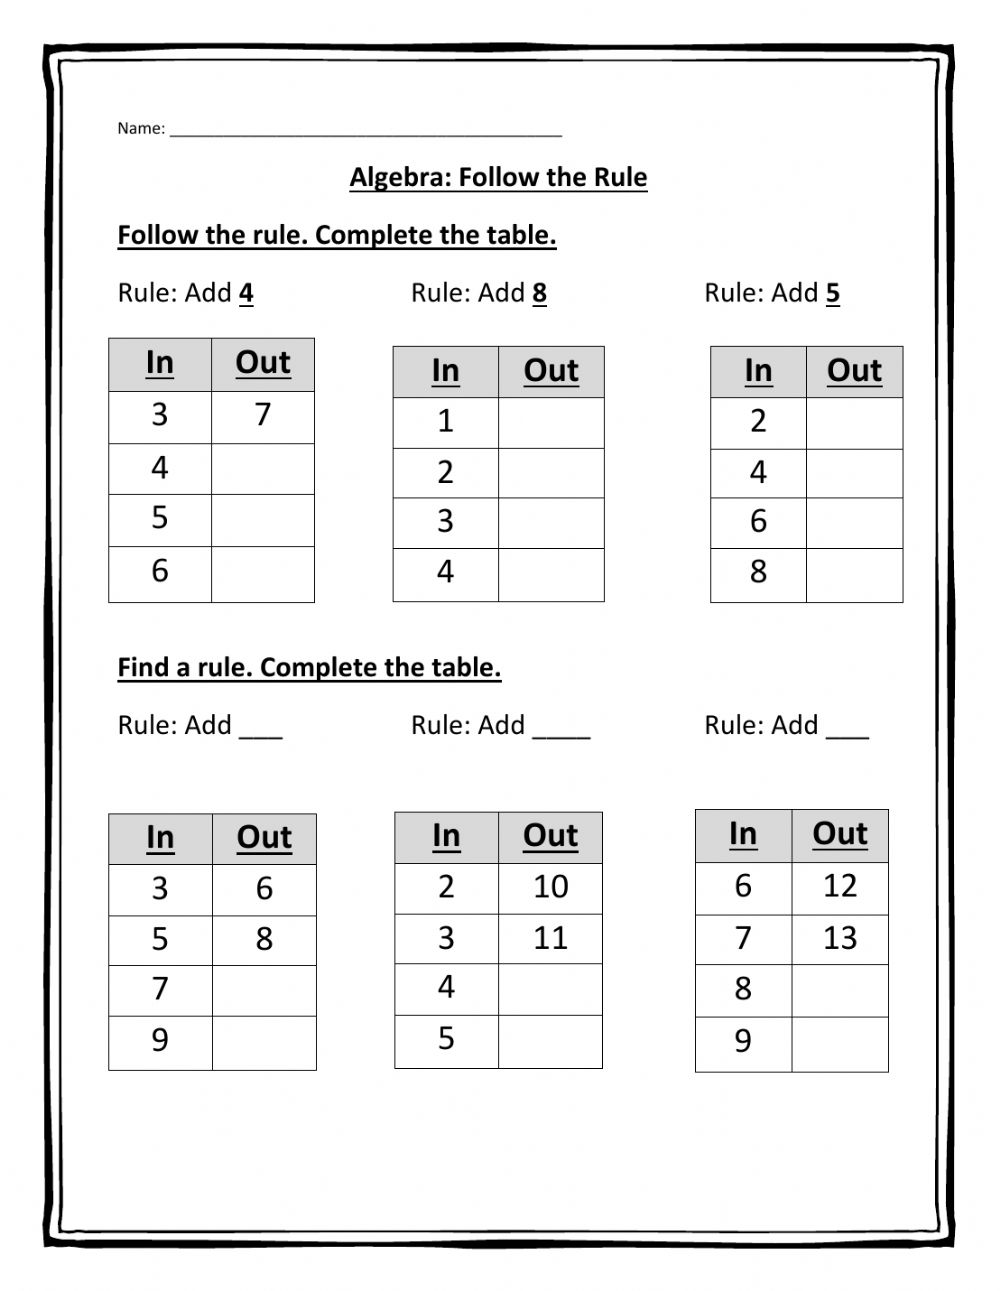 Name: ___________________________________________
Algebra: Follow the Rule
Follow the rule. Complete the table.
Rule: Add 4 Rule: Add 8 Rule: Add 5
In Out In Out In Out
3 7 1 2
4 2 4
5 3 6
6 4 8
Find a rule. Complete the table.
Rule: Add ___ Rule: Add ____ Rule: Add ___
In Out In Out In Out
3 6 2 10 6 12
5 8 3 11 7 13
7 4 8
9 5 9